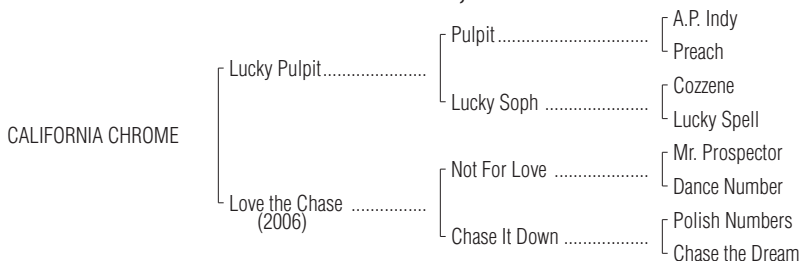 A.P. Indy
Pulpit..............................
Preach
Lucky Pulpit.....................
Cozzene
Lucky Soph .....................
Lucky Spell
CALIFORNIA CHROME
Mr. Prospector
Not For Love ...................
Dance Number
Love the Chase ...............
(2006)
Polish Numbers
Chase It Down .................
Chase the Dream